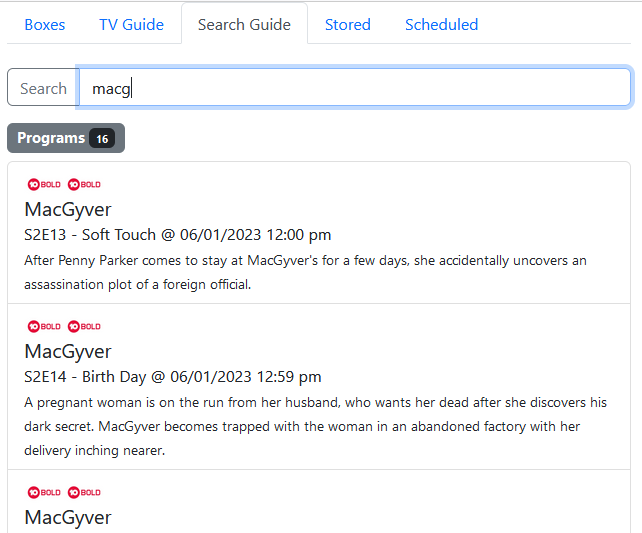 Boxes TV Guide Search Guide Stored Scheduled
Search macg
Programs 16
10 BOLD 10 BOLD
MacGyver
S2E13 - Soft Touch @ 06/01/2023 12:00 pm
After Penny Parker comes to stay at MacGyver's for a few days, she accidentally uncovers an
assassination plot of a foreign official.
10 BOLD 10 BOLD
MacGyver
S2E14 - Birth Day @ 06/01/2023 12:59 pm
A pregnant woman is on the run from her husband, who wants her dead after she discovers his
dark secret. MacGyver becomes trapped with the woman in an abandoned factory with her
delivery inching nearer.
10 BOLD 10 BOLD
MacGyver